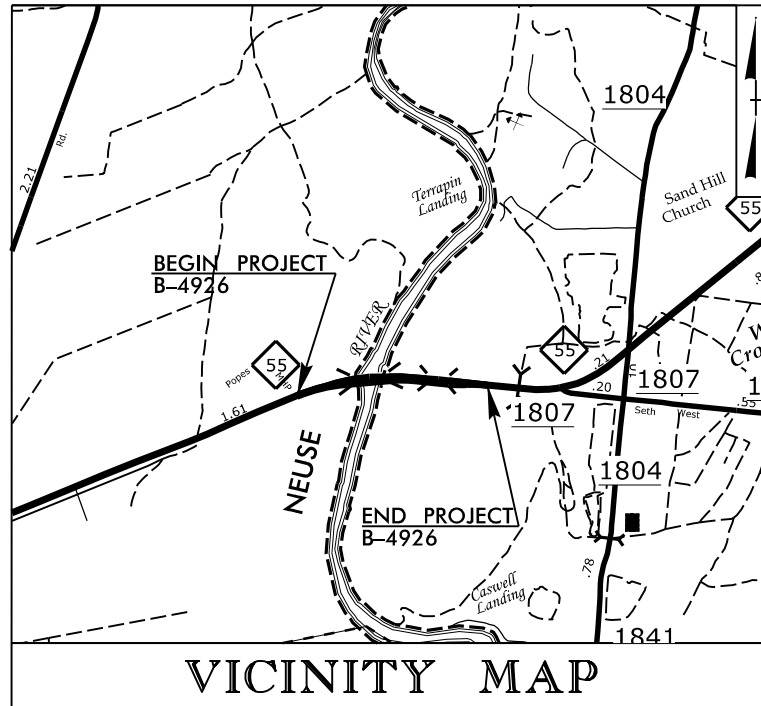 1804
2.21
Rd.
Terrapin
Landing
Sand Hill
Church
55
BEGIN PROJECT
B-4926
RIVER
55
Popes
55
.21
1.61
.20
1807
.55
1807
Seth West
NEUSE
1804
END PROJECT
B-4926
.78
Caswell
Landing
1841
VICINITY MAP